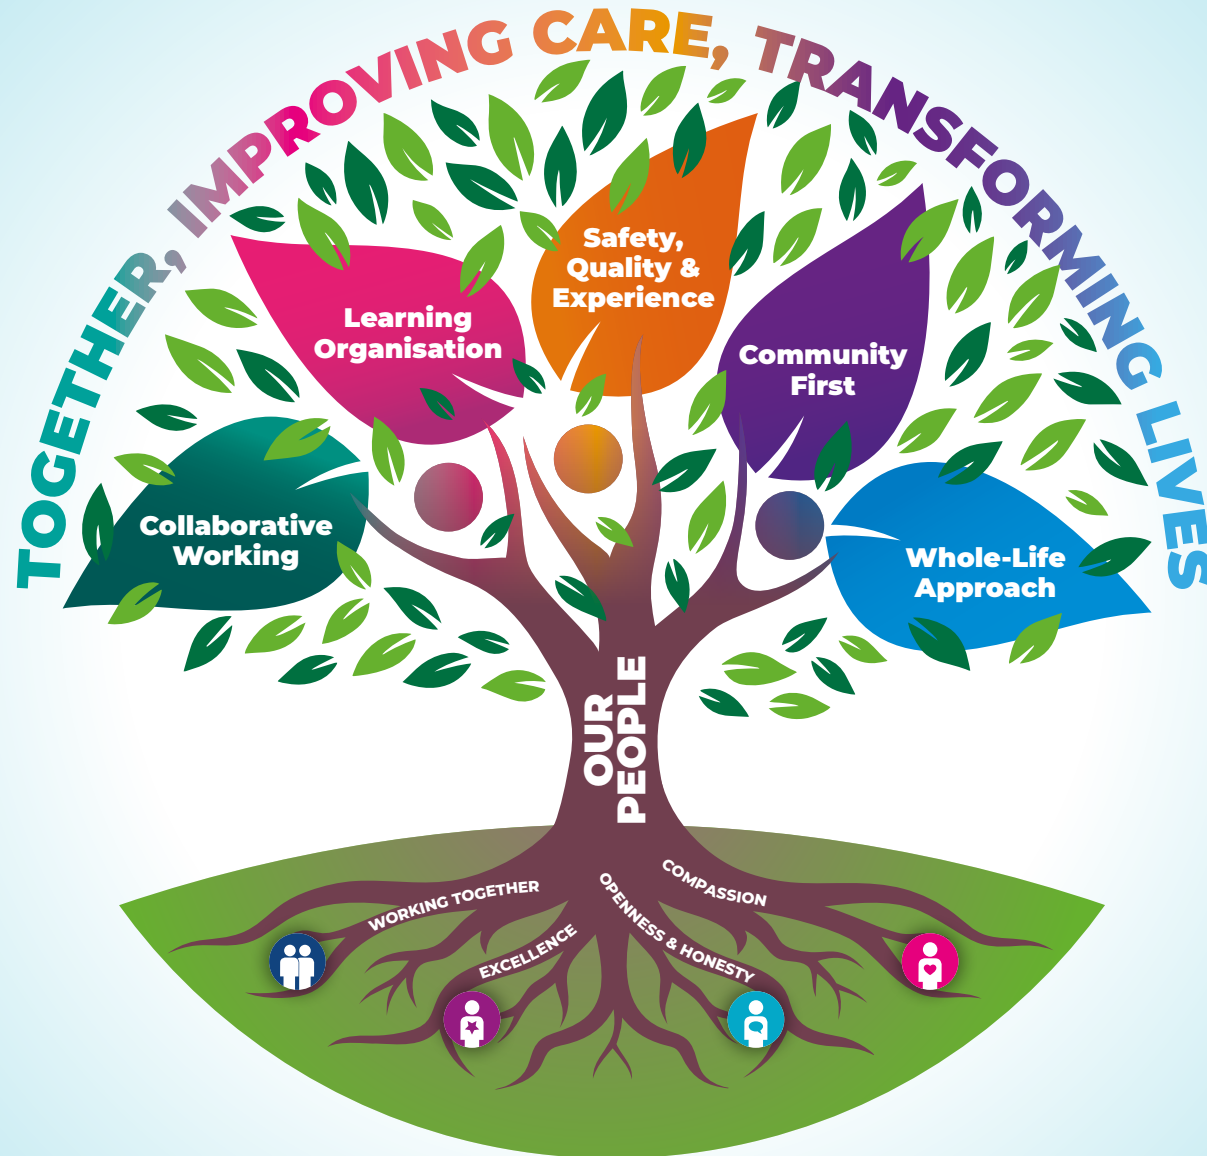 TOGETHER, IMPROVING CARE, TRANSFORMING LIVES
Safety,
Quality &
Experience
Learning
Organisation
Community
First
Collaborative
Working
Whole-Life
Approach
OUR
PEOPLE
WORKING TOGETHER
EXCELLENCE
OPENNESS & HONESTY
COMPASSION